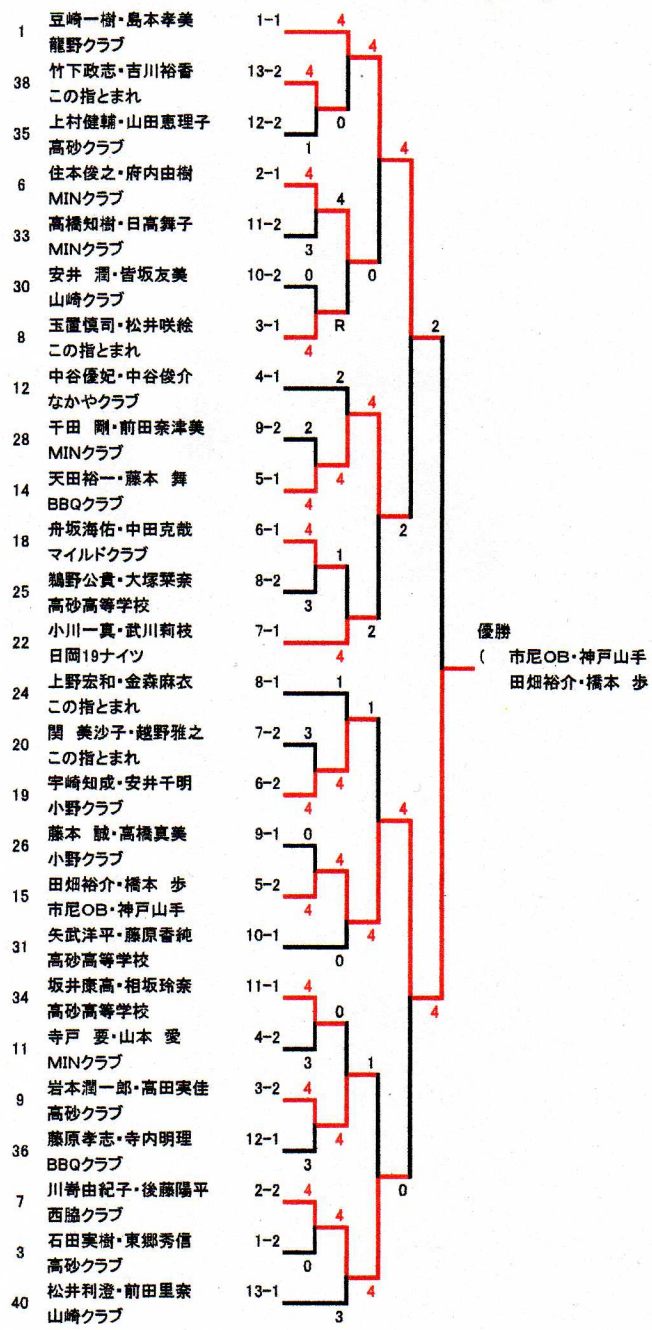 豆崎一樹・島本孝美 1-1 4
1 4
龍野クラブ
竹下政志・吉川裕香 13-2 4
38
この指とまれ
上村健輔・山田恵理子 12-2 0
35
高砂クラブ 1 4
住本俊之・府内由樹 2-1 4
6
MINクラブ 4
高橋知樹・日高舞子 11-2
33
MINクラブ 3
安井 潤・皆坂友美 10-2 0 0
30
山崎クラブ
玉置慎司・松井咲絵 3-1 R 2
8
この指とまれ 4
中谷優妃・中谷俊介 4-1 2
12
なかやクラブ 4
千田 剛・前田奈津美 9-2 2
28
MINクラブ
天田裕一・藤本 舞 5-1 4
14
BBQクラブ 4
舟坂海佑・中田克哉 6-1 4 2
18
マイルドクラブ 1
鵜野公貴・大塚栞奈 8-2
25
高砂高等学校 3
小川一真・武川莉枝 7-1 2 優勝
22
日岡19ナイツ 4 ( 市尼OB・神戸山手
上野宏和・金森麻衣 8-1 1 田畑裕介・橋本 歩
24
この指とまれ 1
関 美沙子・越野雅之 7-2 3
20
この指とまれ
宇崎知成・安井千明 6-2 4
19
小野クラブ 4 4
藤本 誠・高橋真美 9-1 0
26
小野クラブ 4
田畑裕介・橋本 歩 5-2
15
市尼OB・神戸山手 4
矢武洋平・藤原香純 10-1 4
31
高砂高等学校 0
坂井康高・相坂玲奈 11-1 4
34
高砂高等学校 0 4
寺戸 要・山本 愛 4-2
11
MINクラブ 3 1
岩本潤一郎・高田実佳 3-2 4
9
高砂クラブ
藤原孝志・寺内明理 12-1 4
36
BBQクラブ 3
川嵜由紀子・後藤陽平 2-2 4 0
7
西脇クラブ 4
石田実樹・東郷秀信 1-2
3
高砂クラブ 0
松井利澄・前田里奈 13-1 4
40
山崎クラブ 3